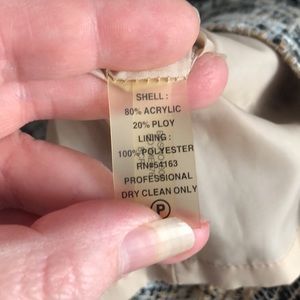 SHELL :
80% ACRYLIC
20% PLOY
LINING :
100% POLYESTER
RN#54163
PROFESSIONAL
DRY CLEAN ONLY
P